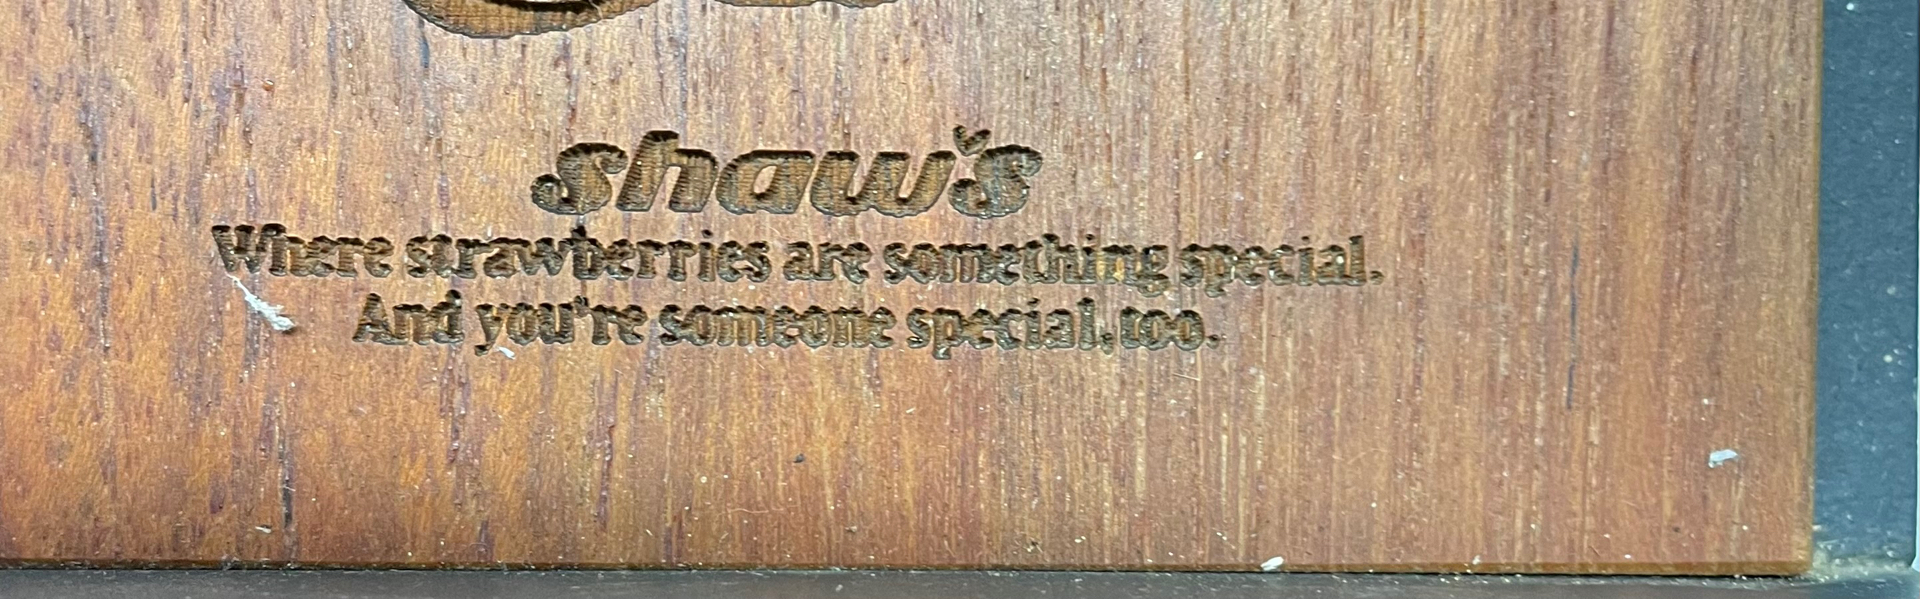 shaw's
Where strawberries are something special.
And you're someone special, too.